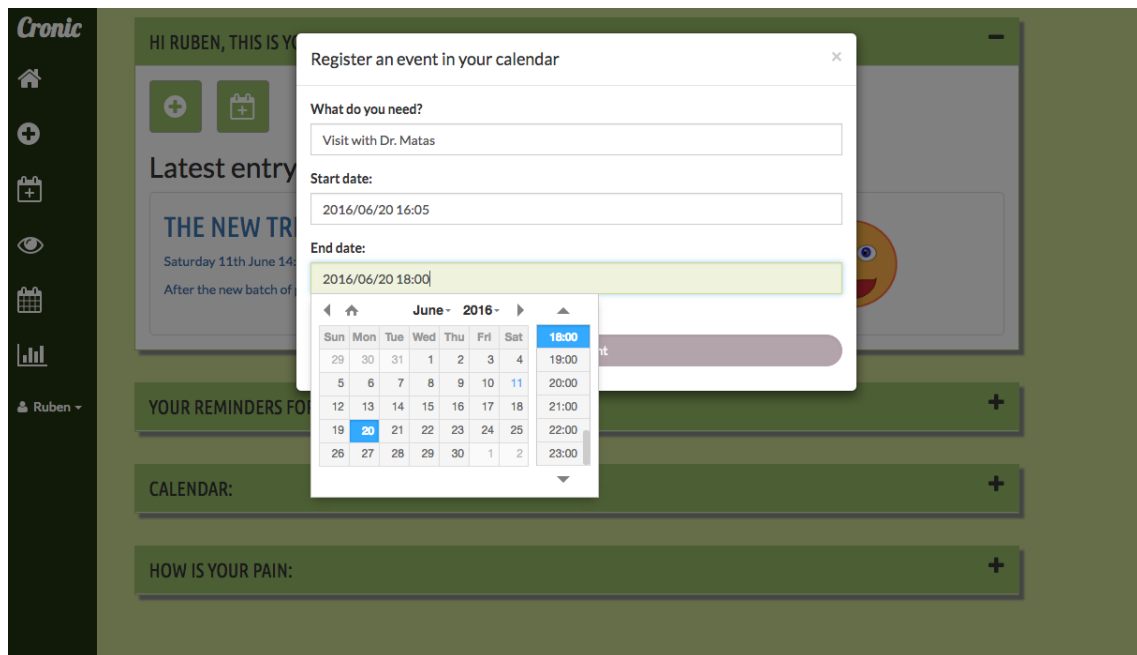 Cronic
Ruben
HI RUBEN, THIS IS YO
Latest entry
THE NEW TR
Saturday 11th June 14:
After the new batch of
YOUR REMINDERS FO
CALENDAR:
HOW IS YOUR PAIN:
Register an event in your calendar
×
What do you need?
Visit with Dr. Matas
Start date:
2016/06/20 16:05
End date:
2016/06/20 18:00
June 2016
Sun Mon Tue Wed Thu Fri Sat
29 30 31 1 2 3 4
5 6 7 8 9 10 11
12 13 14 15 16 17 18
19 20 21 22 23 24 25
26 27 28 29 30 1 2
18:00
19:00
20:00
21:00
22:00
23:00